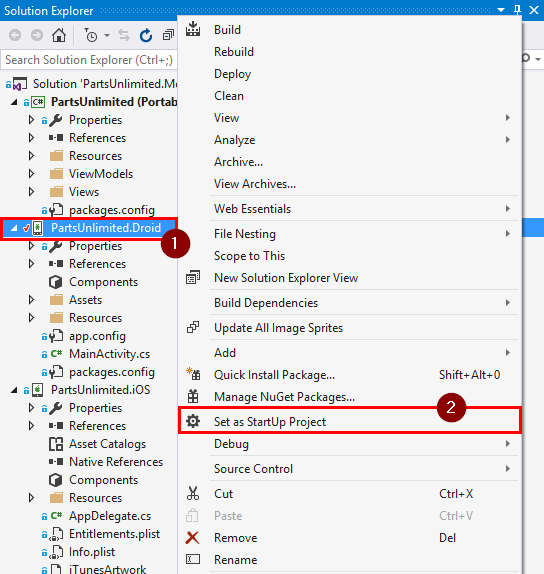 Solution Explorer
Search Solution Explorer (Ctrl+;)
Solution 'PartsUnlimited.Mo
C# PartsUnlimited (Portab
Properties
References
Resources
ViewModels
Views
packages.config
PartsUnlimited.Droid
1
Properties
References
Components
Assets
Resources
app.config
C# MainActivity.cs
packages.config
PartsUnlimited.iOS
Properties
References
Asset Catalogs
Native References
Components
Resources
C# AppDelegate.cs
Entitlements.plist
Info.plist
iTunesArtwork
Build
Rebuild
Deploy
Clean
View
Analyze
Archive...
View Archives...
Web Essentials
File Nesting
Scope to This
New Solution Explorer View
Build Dependencies
Update All Image Sprites
Add
Quick Install Package... Shift+Alt+0
Manage NuGet Packages...
2
Set as StartUp Project
Debug
Source Control
Cut Ctrl+X
Paste Ctrl+V
Remove Del
Rename